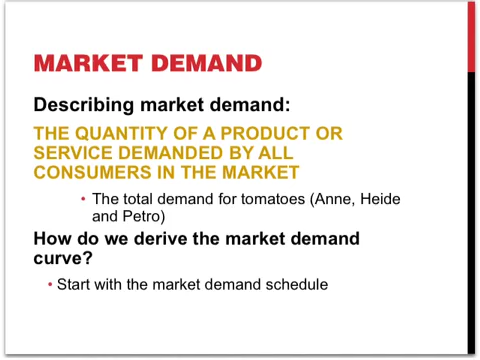 MARKET DEMAND
Describing market demand:
THE QUANTITY OF A PRODUCT OR
SERVICE DEMANDED BY ALL
CONSUMERS IN THE MARKET
• The total demand for tomatoes (Anne, Heide
and Petro)
How do we derive the market demand
curve?
• Start with the market demand schedule